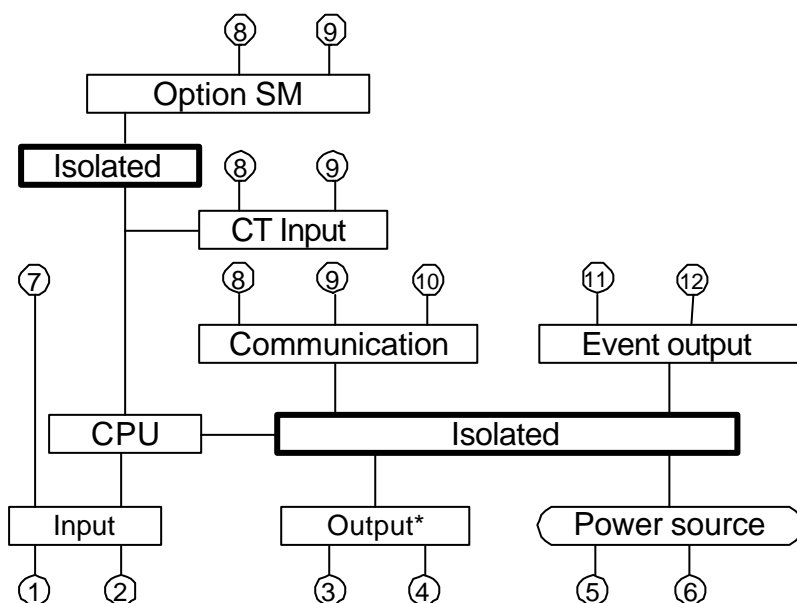 8 9
Option SM
Isolated
8 9
CT Input
7
8 9 10
11 12
Communication
Event output
CPU
Isolated
Input
Output*
Power source
1 2
3 4
5 6